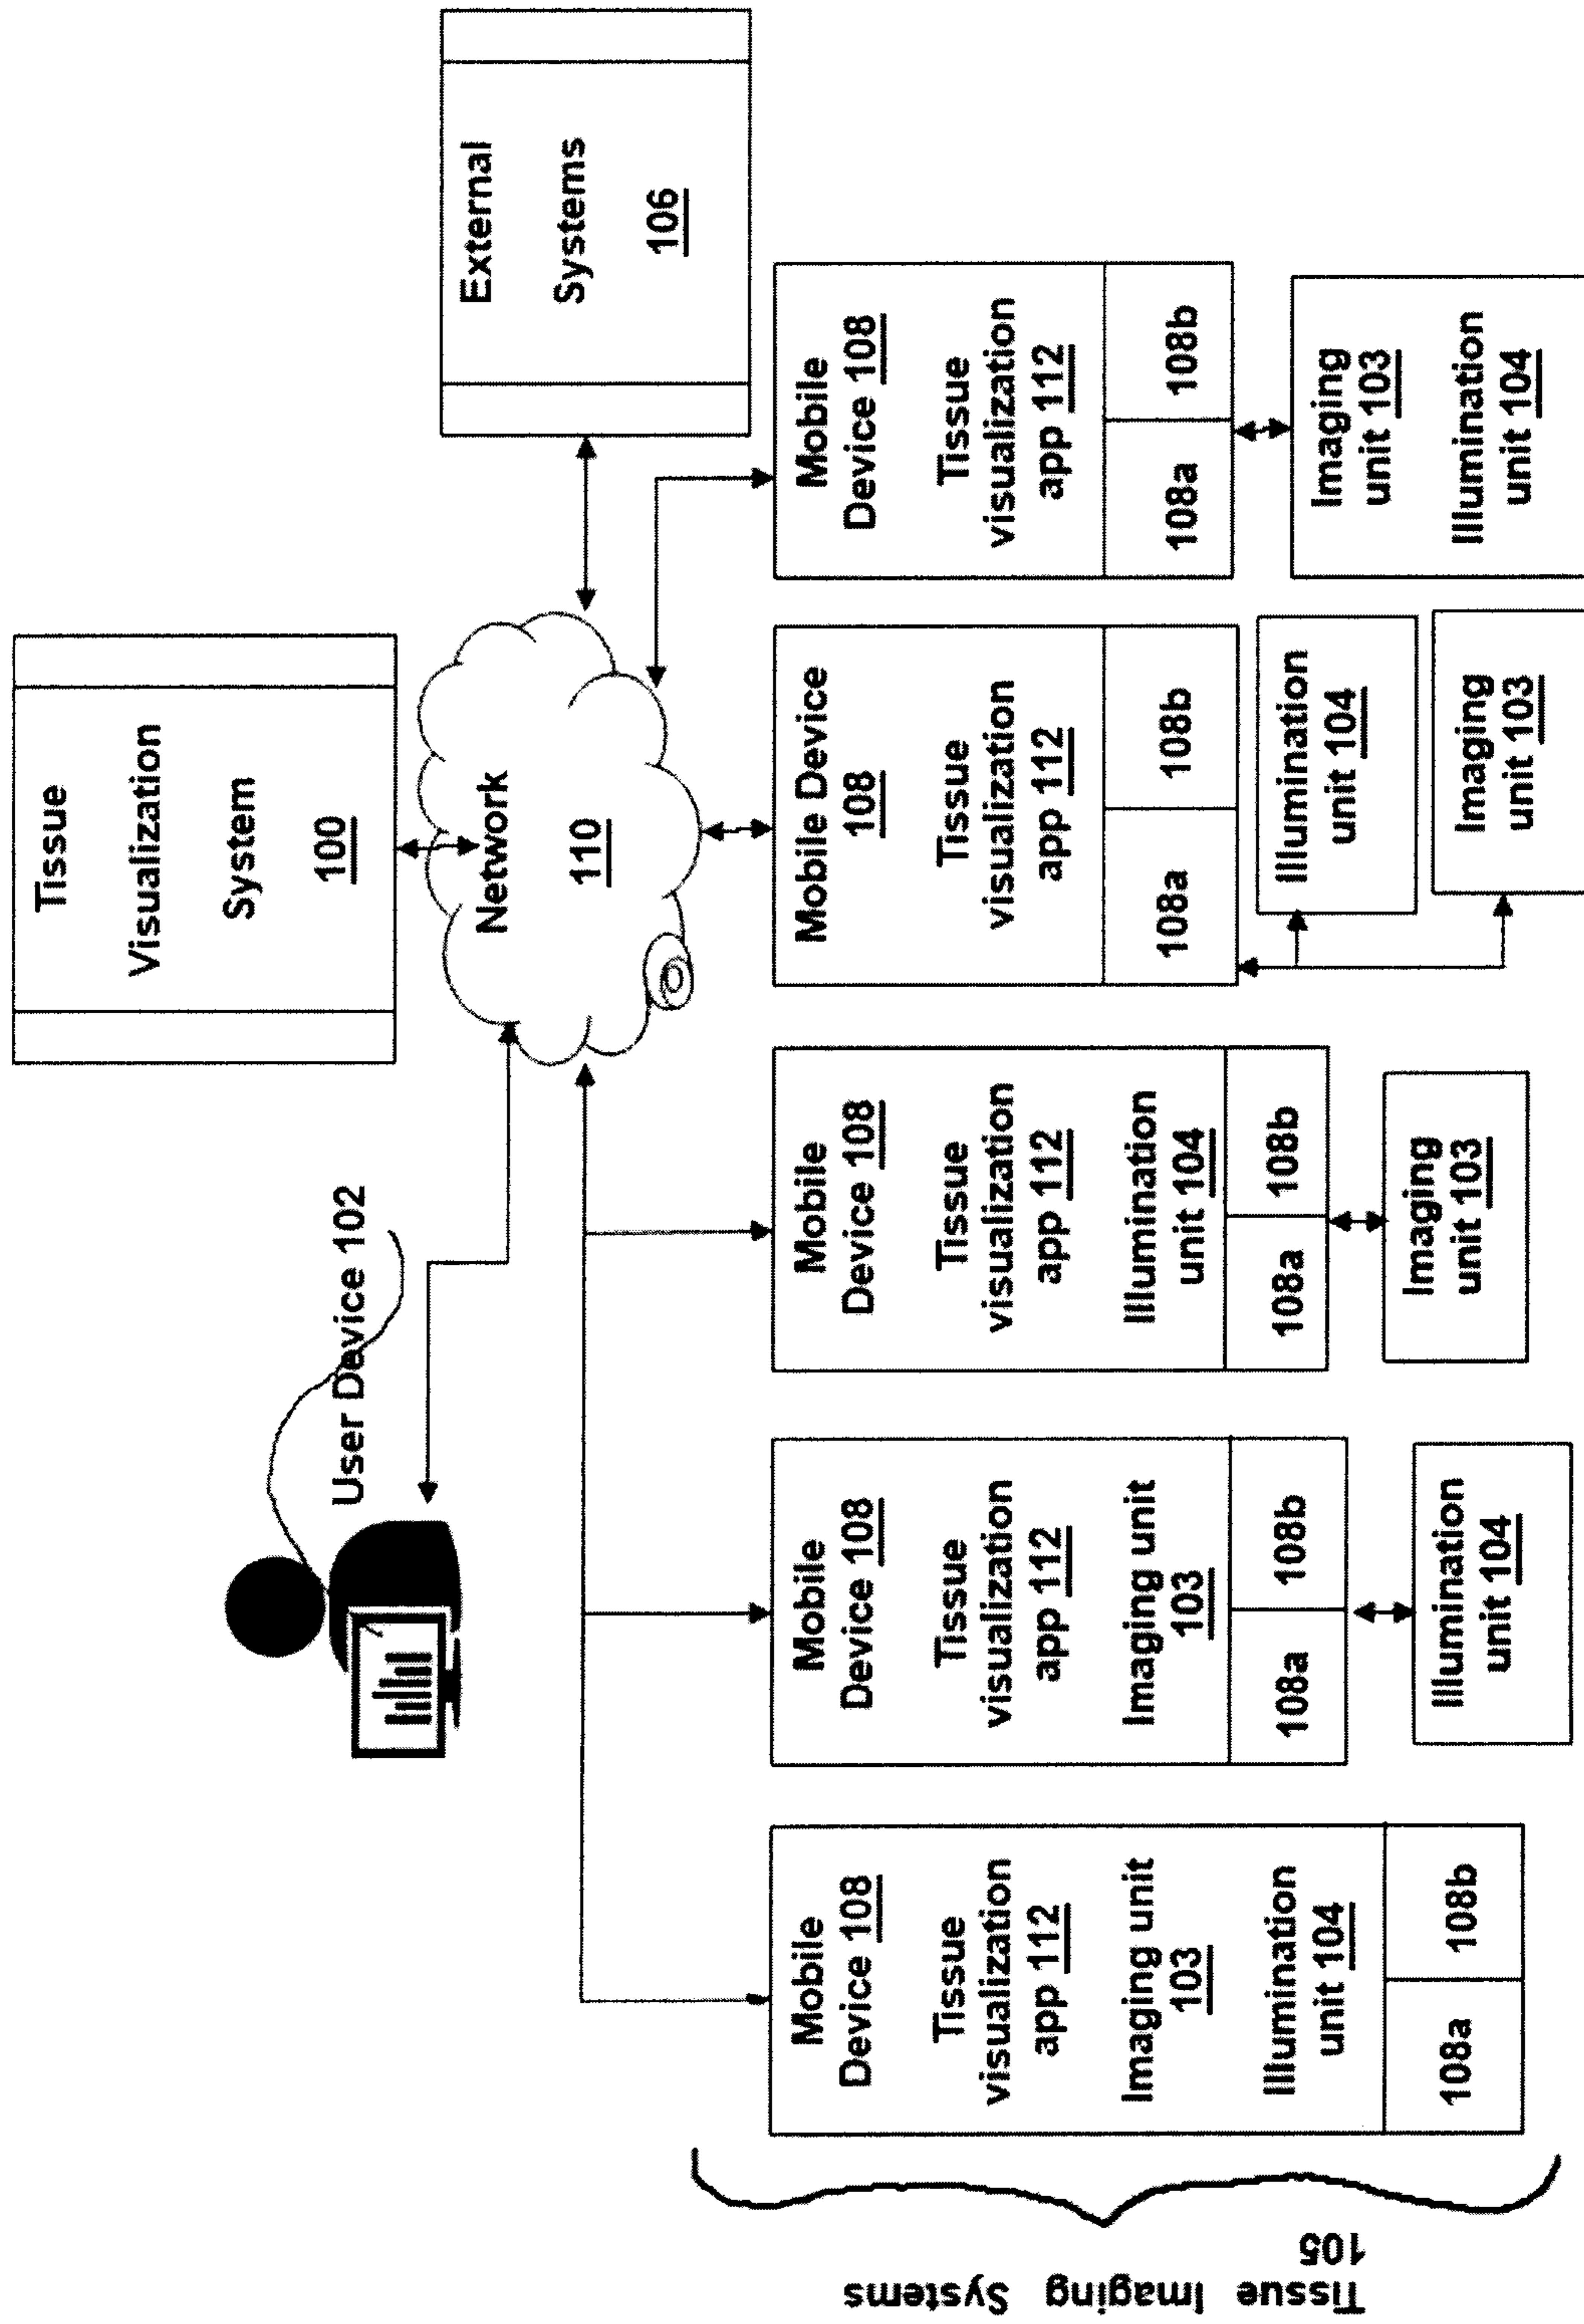 Tissue
Visualization
System
100
User Device 102
Network
110
External
Systems
106
Mobile
Device 108
Tissue
visualization
app 112
Imaging unit
103
Illumination
unit 104
108a
108b
Mobile
Device 108
Tissue
visualization
app 112
Imaging unit
103
108a
108b
Illumination
unit 104
Mobile
Device 108
Tissue
visualization
app 112
Illumination
unit 104
108a
108b
Imaging
unit 103
Mobile Device
108
Tissue
visualization
app 112
108a
108b
Illumination
unit 104
Imaging
unit 103
Mobile
Device 108
Tissue
visualization
app 112
108a
108b
Imaging
unit 103
Illumination
unit 104
Tissue Imaging Systems
105